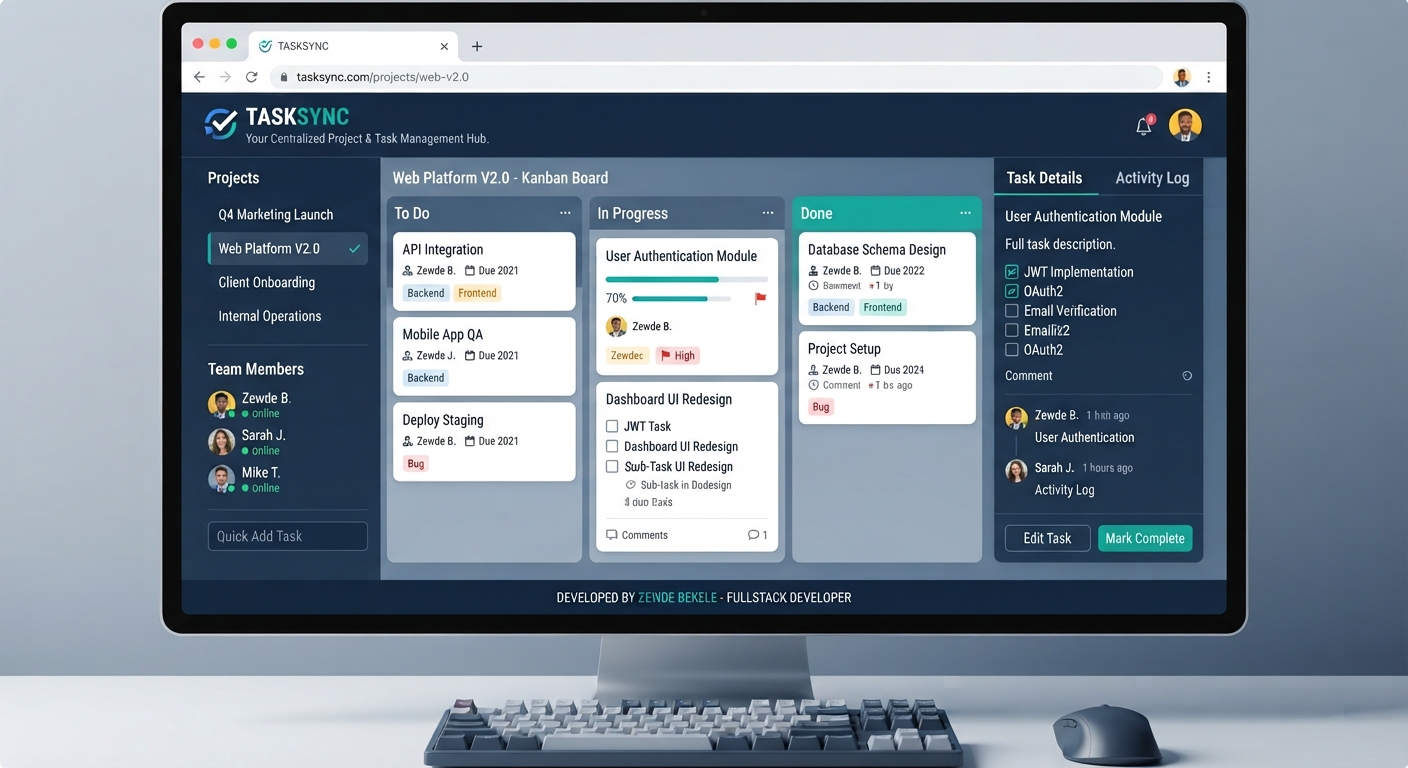 TASKSYNC
tasksync.com/projects/web-v2.0
TASKSYNC
Your Centralized Project & Task Management Hub.
Projects
Q4 Marketing Launch
Web Platform V2.0
Client Onboarding
Internal Operations
Team Members
Zewde B.
online
Sarah J.
online
Mike T.
online
Quick Add Task
Web Platform V2.0 - Kanban Board
To Do
API Integration
Zewde B. Due 2021
Backend Frontend
Mobile App QA
Zewde J. Due 2021
Backend
Deploy Staging
Zewde B. Due 2021
Bug
In Progress
User Authentication Module
70%
Zewde B.
Zewdec High
Dashboard UI Redesign
JWT Task
Dashboard UI Redesign
Sub-Task UI Redesign
Sub-Task in Dodesign
Comments 1
Done
Database Schema Design
Zewde B. Due 2022
Backend Frontend
Project Setup
Zewde B. Dus 2024
Comment
Bug
Task Details Activity Log
User Authentication Module
Full task description.
JWT Implementation
OAuth2
Email Verification
OAuth2
Comment
Zewde B. 1 ago
User Authentication
Sarah J. 1 hours ago
Activity Log
Edit Task Mark Complete
DEVELOPED BY ZEWDE BEKELE - FULLSTACK DEVELOPER